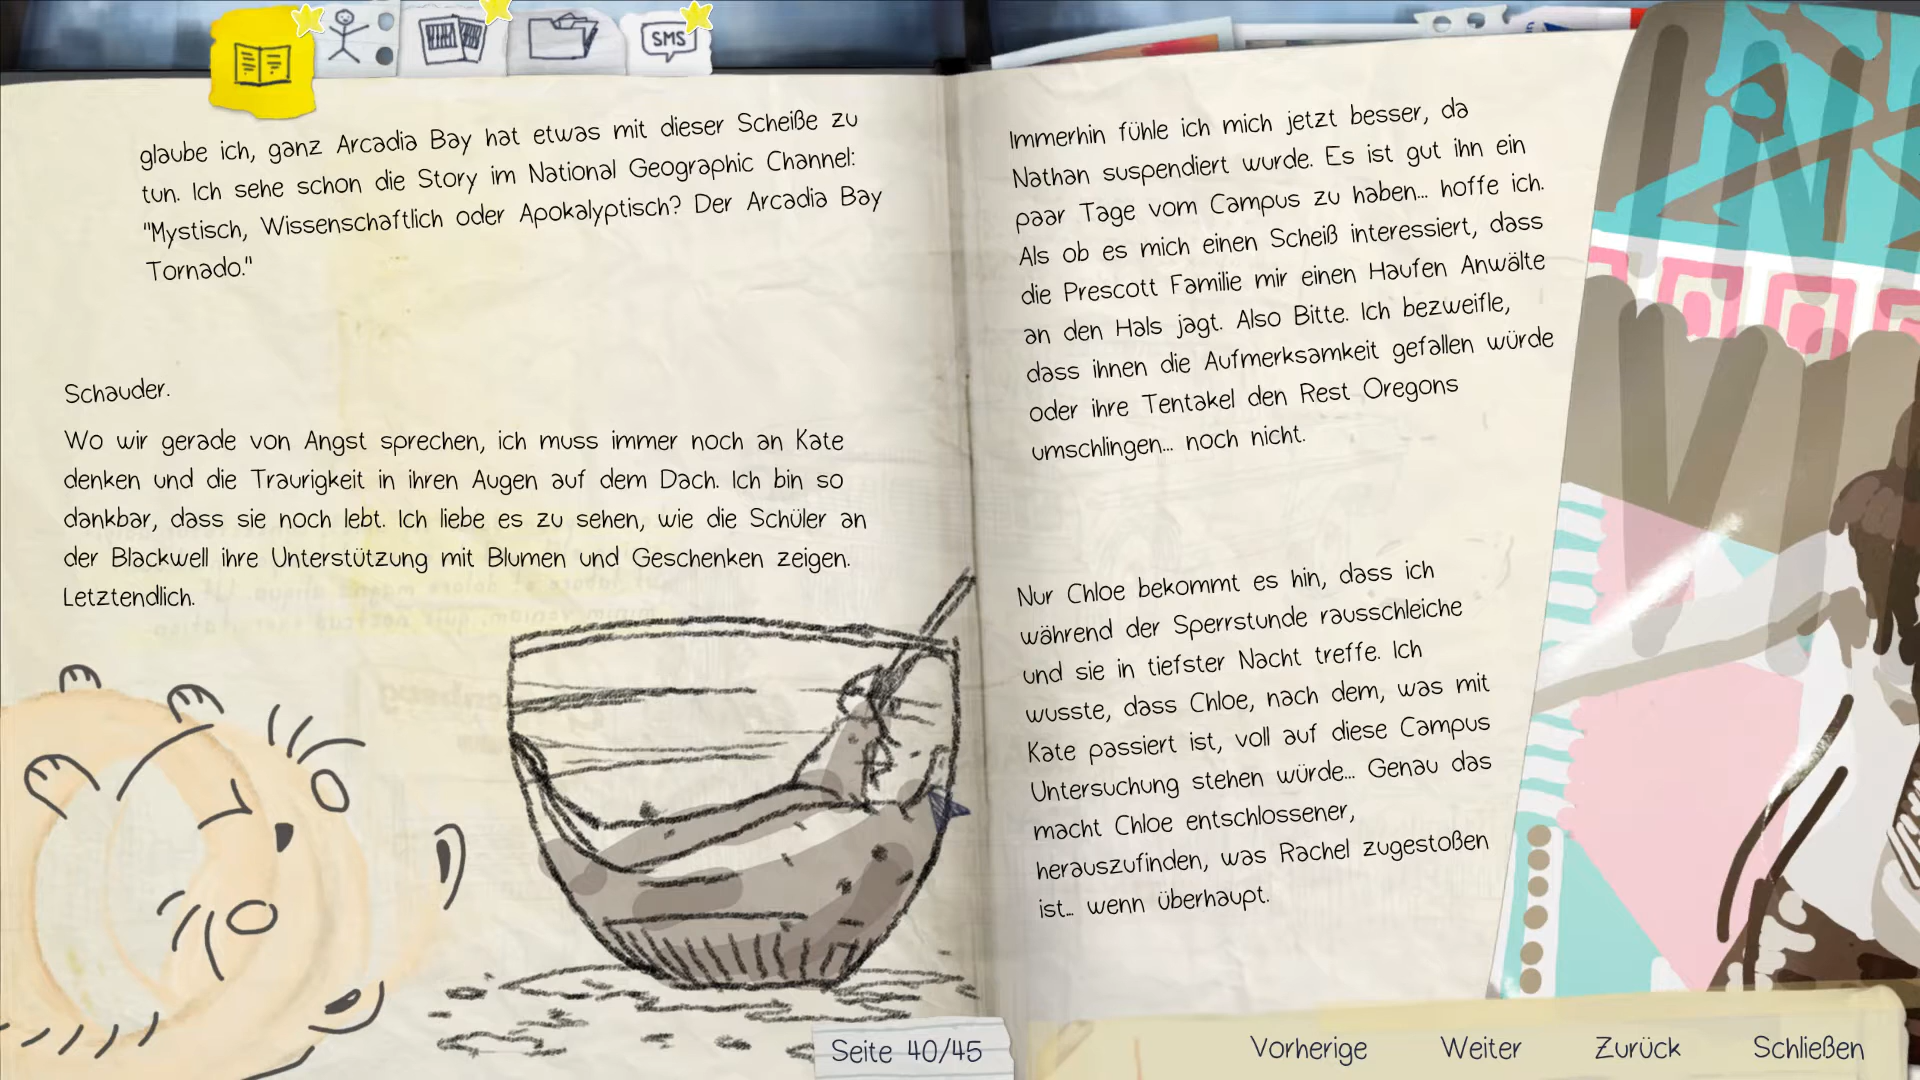 SMS
glaube ich, ganz Arcadia Bay hat etwas mit dieser Scheiße zu
tun. Ich sehe schon die Story im National Geographic Channel:
"Mystisch, Wissenschaftlich oder Apokalyptisch? Der Arcadia Bay
Tornado."
Schauder.
Wo wir gerade von Angst sprechen, ich muss immer noch an Kate
denken und die Traurigkeit in ihren Augen auf dem Dach. Ich bin so
dankbar, dass sie noch lebt. Ich liebe es zu sehen, wie die Schüler an
der Blackwell ihre Unterstützung mit Blumen und Geschenken zeigen.
Letztendlich.
Immerhin fühle ich mich jetzt besser, da
Nathan suspendiert wurde. Es ist gut ihn ein
paar Tage vom Campus zu haben... hoffe ich.
Als ob es mich einen Scheiß interessiert, dass
die Prescott Familie mir einen Haufen Anwälte
an den Hals jagt. Also Bitte. Ich bezweifle,
dass ihnen die Aufmerksamkeit gefallen würde
oder ihre Tentakel den Rest Oregons
umschlingen... noch nicht.
Nur Chloe bekommt es hin, dass ich
während der Sperrstunde rausschleiche
und sie in tiefster Nacht treffe. Ich
wusste, dass Chloe, nach dem, was mit
Kate passiert ist, voll auf diese Campus
Untersuchung stehen würde... Genau das
macht Chloe entschlossener,
herauszufinden, was Rachel zugestoßen
ist... wenn überhaupt.
Seite 40/45
Vorherige Weiter Zurück Schließen